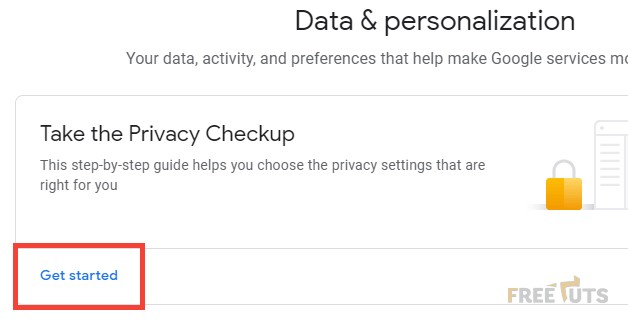 Data & personalization
Your data, activity, and preferences that help make Google services mo
Take the Privacy Checkup
This step-by-step guide helps you choose the privacy settings that are
right for you
Get started
FREETUTS